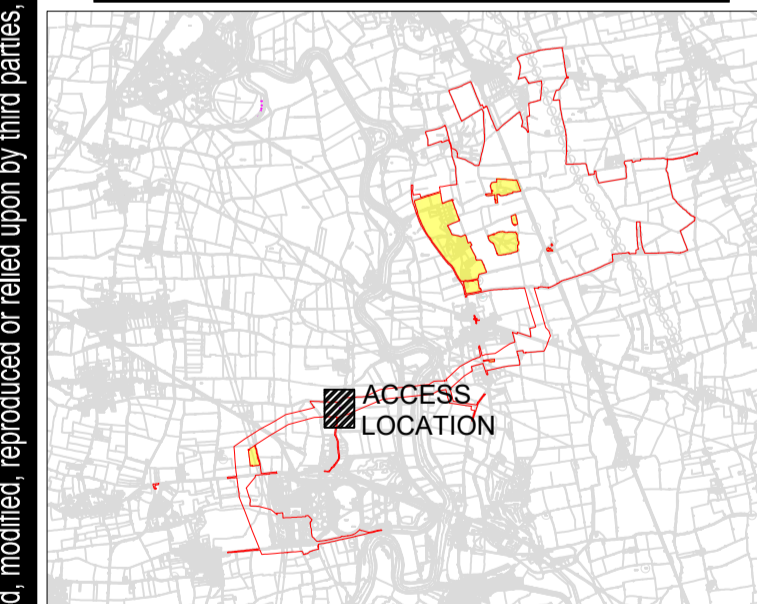 d, modified, reproduced or relied upon by third parties,
ACCESS
LOCATION